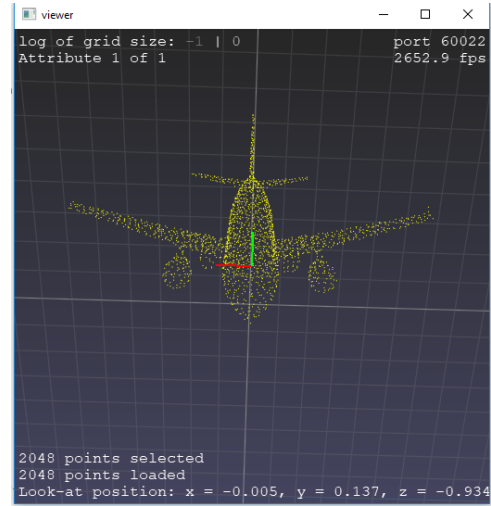 viewer
log of grid size: -1 | 0
port 60022
Attribute 1 of 1
2652.9 fps
2048 points selected
2048 points loaded
Look-at position: x = -0.005, y = 0.137, z = -0.934